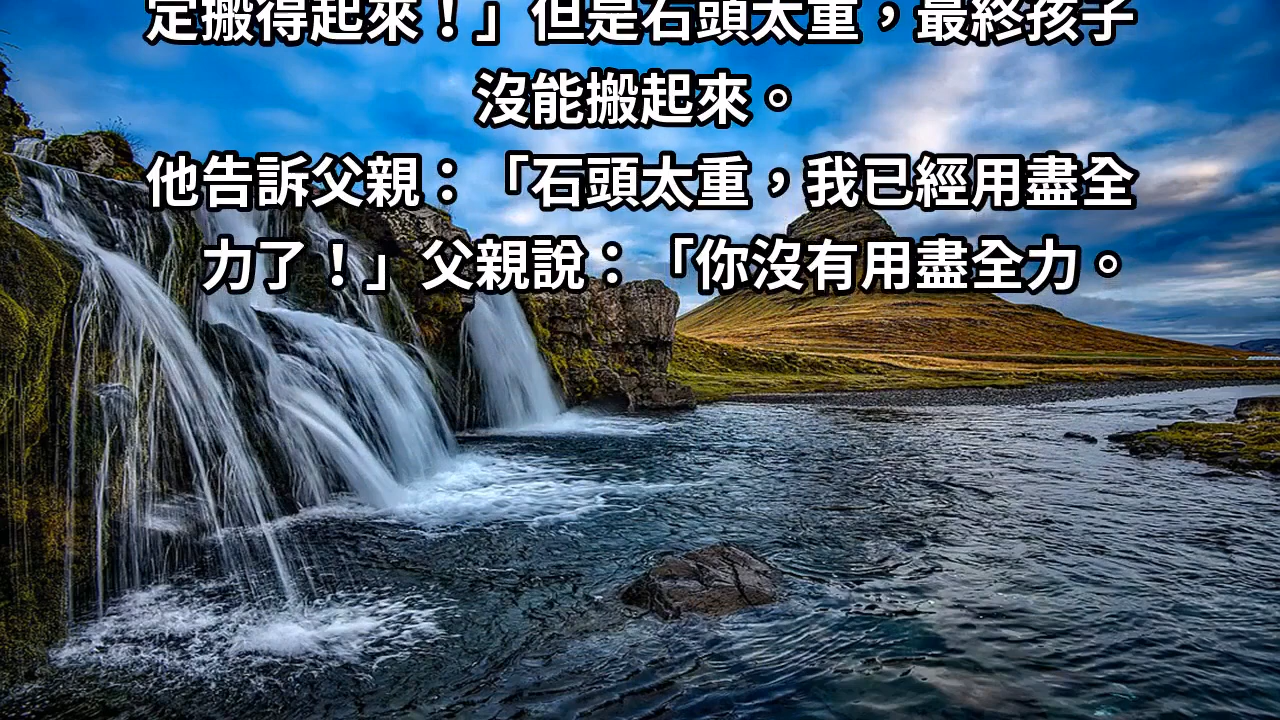 定搬得起來！」但是石頭太重，最終孩子
沒能搬起來。
他告訴父親：「石頭太重，我已經用盡全
力了！」父親說：「你沒有用盡全力。